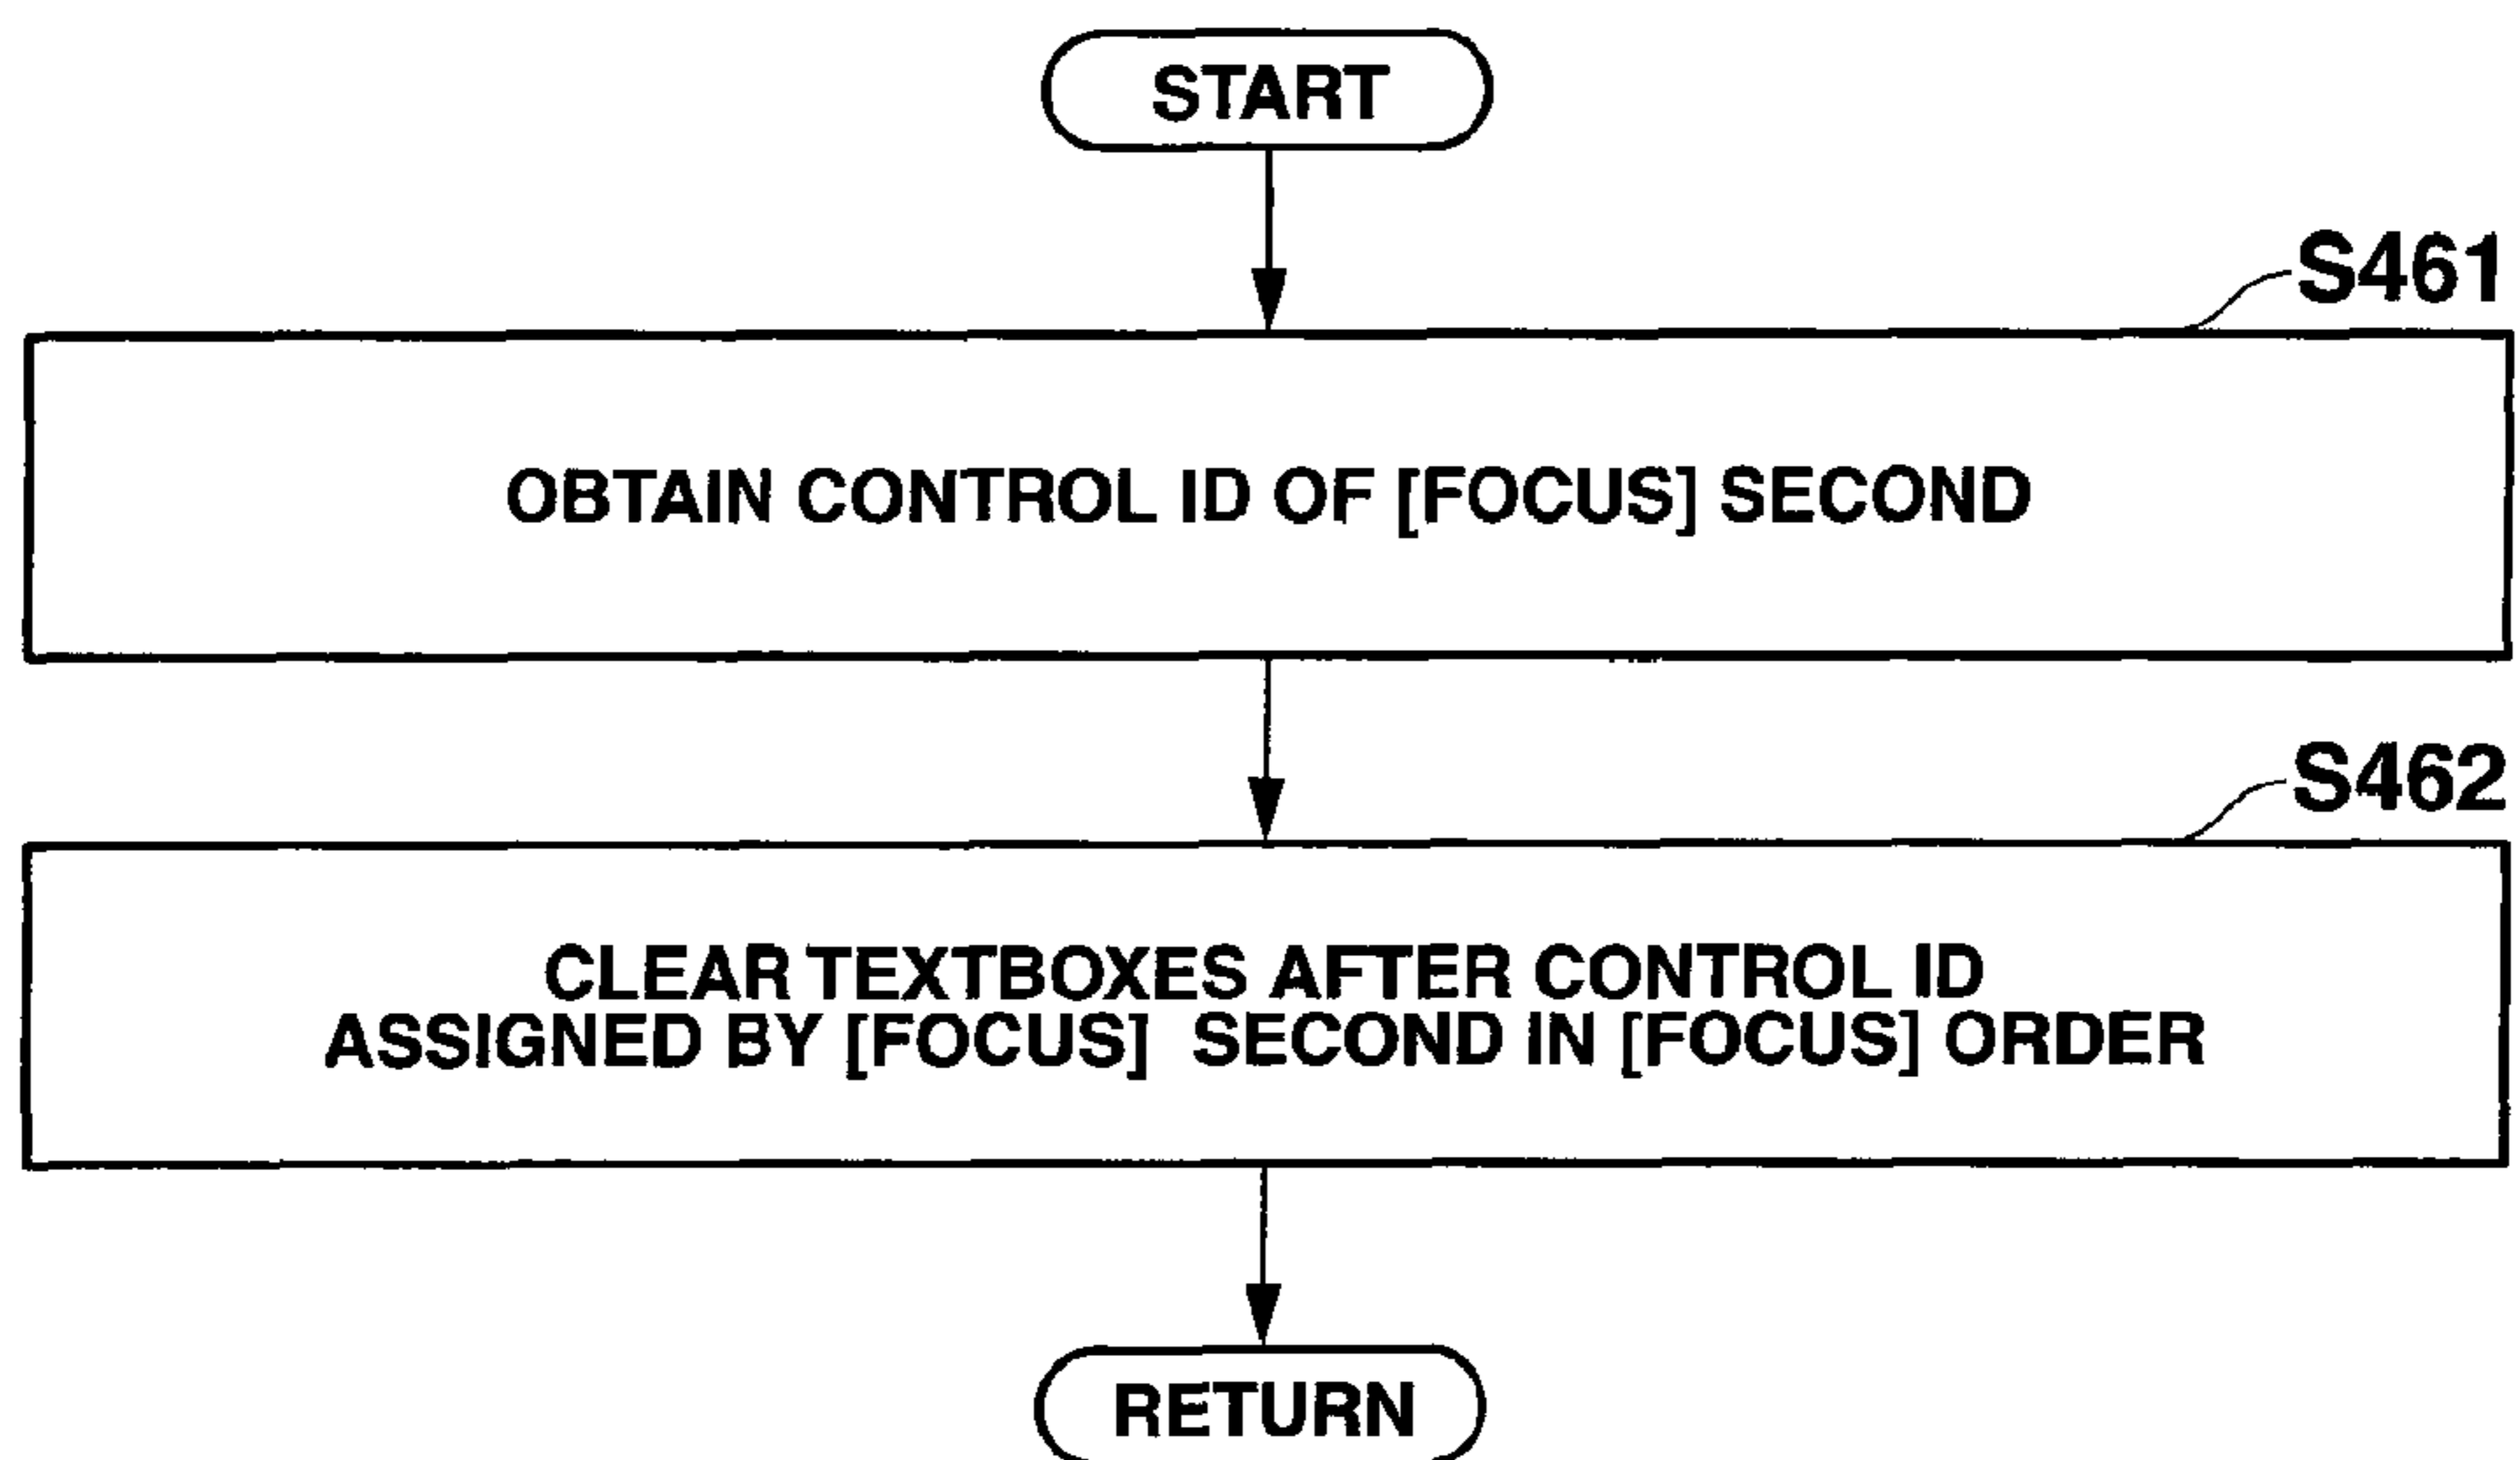 START
S461
OBTAIN CONTROL ID OF [FOCUS] SECOND
S462
CLEAR TEXTBOXES AFTER CONTROL ID
ASSIGNED BY [FOCUS] SECOND IN [FOCUS] ORDER
RETURN